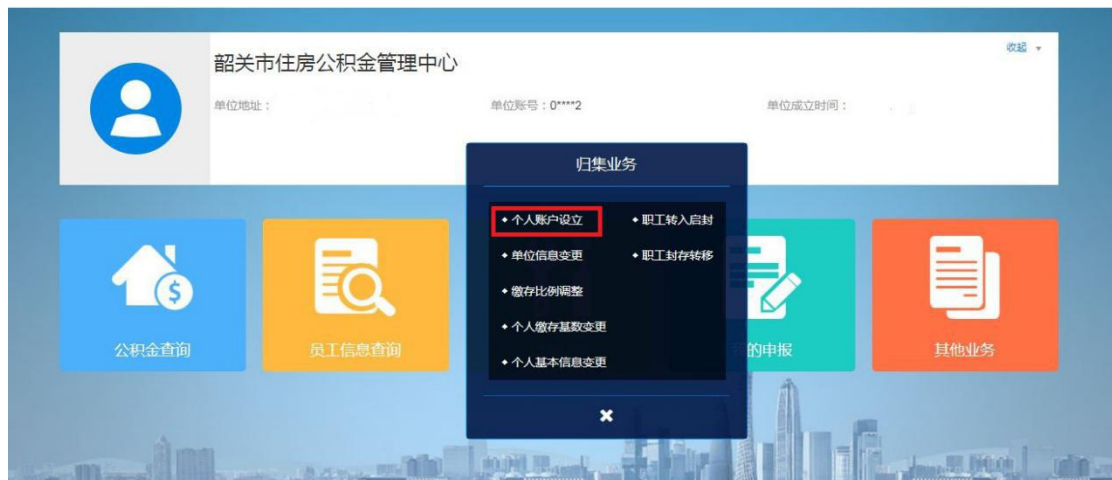 收起
韶关市住房公积金管理中心
单位地址： 单位账号：0****2 单位成立时间：
归集业务
个人账户设立 职工转入启封
单位信息变更 职工封存转移
缴存比例调整
个人缴存基数变更
个人基本信息变更
公积金查询 员工信息查询 的申报 其他业务